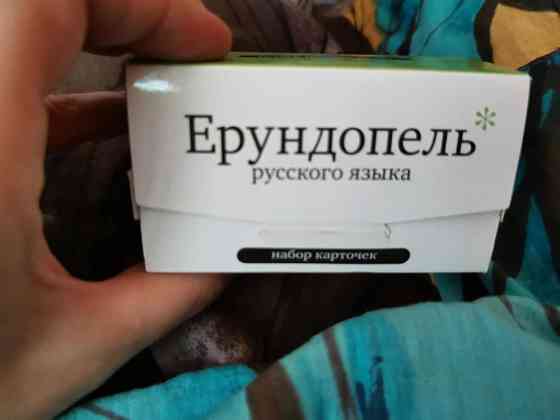 Ерундопель*
русского языка
набор карточек